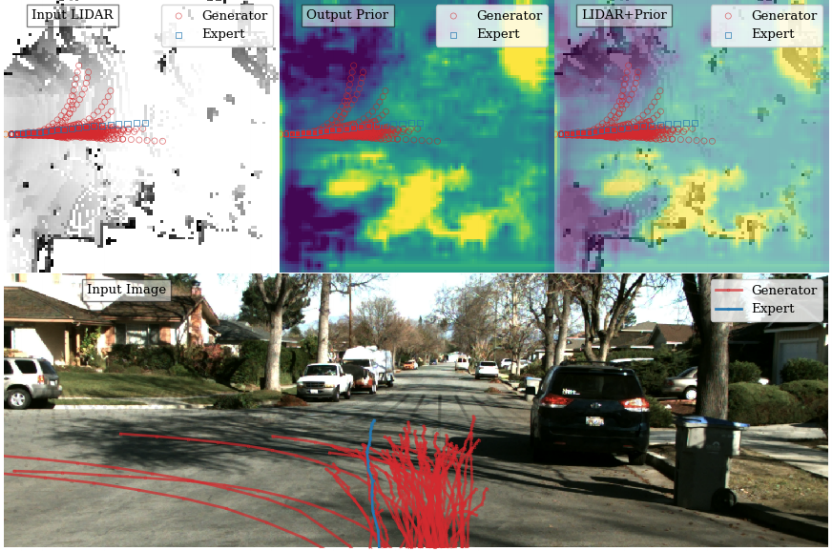 Input LIDAR
Generator
Expert
Output Prior
Generator
Expert
LIDAR+Prior
Generator
Expert
Input Image
Generator
Expert